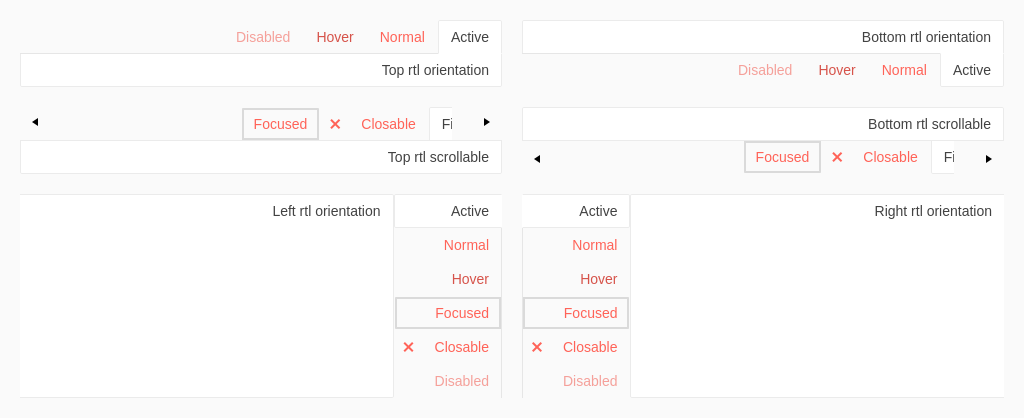 Disabled Hover Normal Active
Top rtl orientation
Bottom rtl orientation
Disabled Hover Normal Active
Focused ✕ Closable Fi
Top rtl scrollable
Bottom rtl scrollable
Focused ✕ Closable Fi
Left rtl orientation
Active
Normal
Hover
Focused
✕ Closable
Disabled
Active
Normal
Hover
Focused
✕ Closable
Disabled
Right rtl orientation